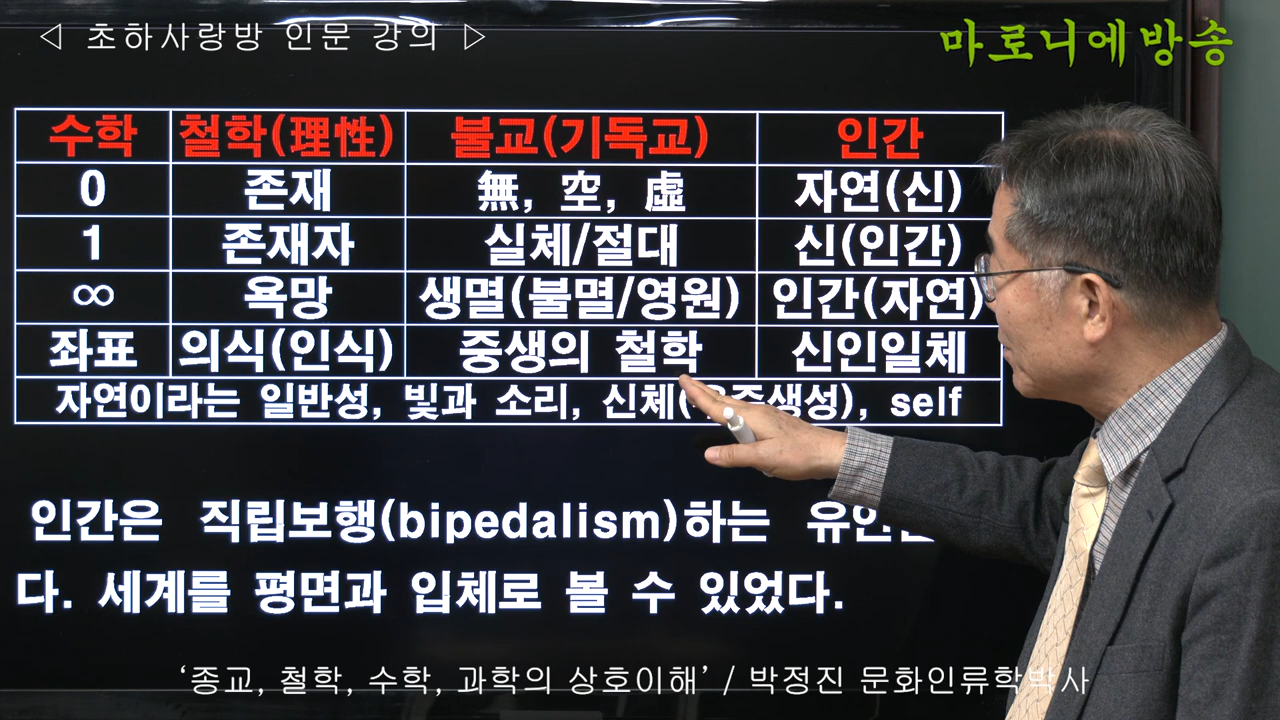 ◁ 초하사랑방 인문 강의 ▷
마로니에방송
수학 철학(理性) 불교(기독교) 인간
0 존재 無, 空, 虛 자연(신)
1 존재자 실체/절대 신(인간)
∞ 욕망 생멸(불멸/영원) 인간(자연)
좌표 의식(인식) 중생의 철학 신인일체
자연이라는 일반성, 빛과 소리, 신체( self
인간은 직립보행(bipedalism)하는
다. 세계를 평면과 입체로 볼 수 있었다.
‘종교, 철학, 수학, 과학의 상호이해’ / 박정진 문화인류학박사